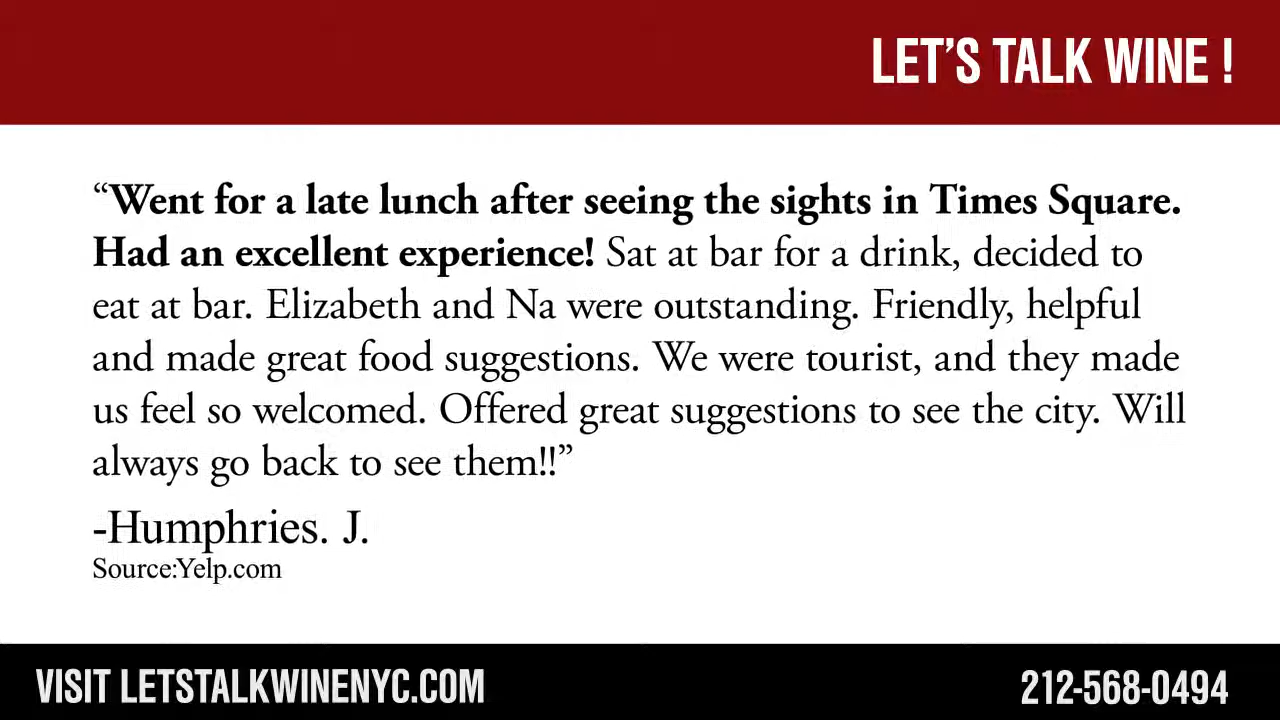 LET'S TALK WINE !
“Went for a late lunch after seeing the sights in Times Square.
Had an excellent experience! Sat at bar for a drink, decided to
eat at bar. Elizabeth and Na were outstanding. Friendly, helpful
and made great food suggestions. We were tourist, and they made
us feel so welcomed. Offered great suggestions to see the city. Will
always go back to see them!!”
-Humphries. J.
Source:Yelp.com
VISIT LETSTALKWINENYC.COM
212-568-0494